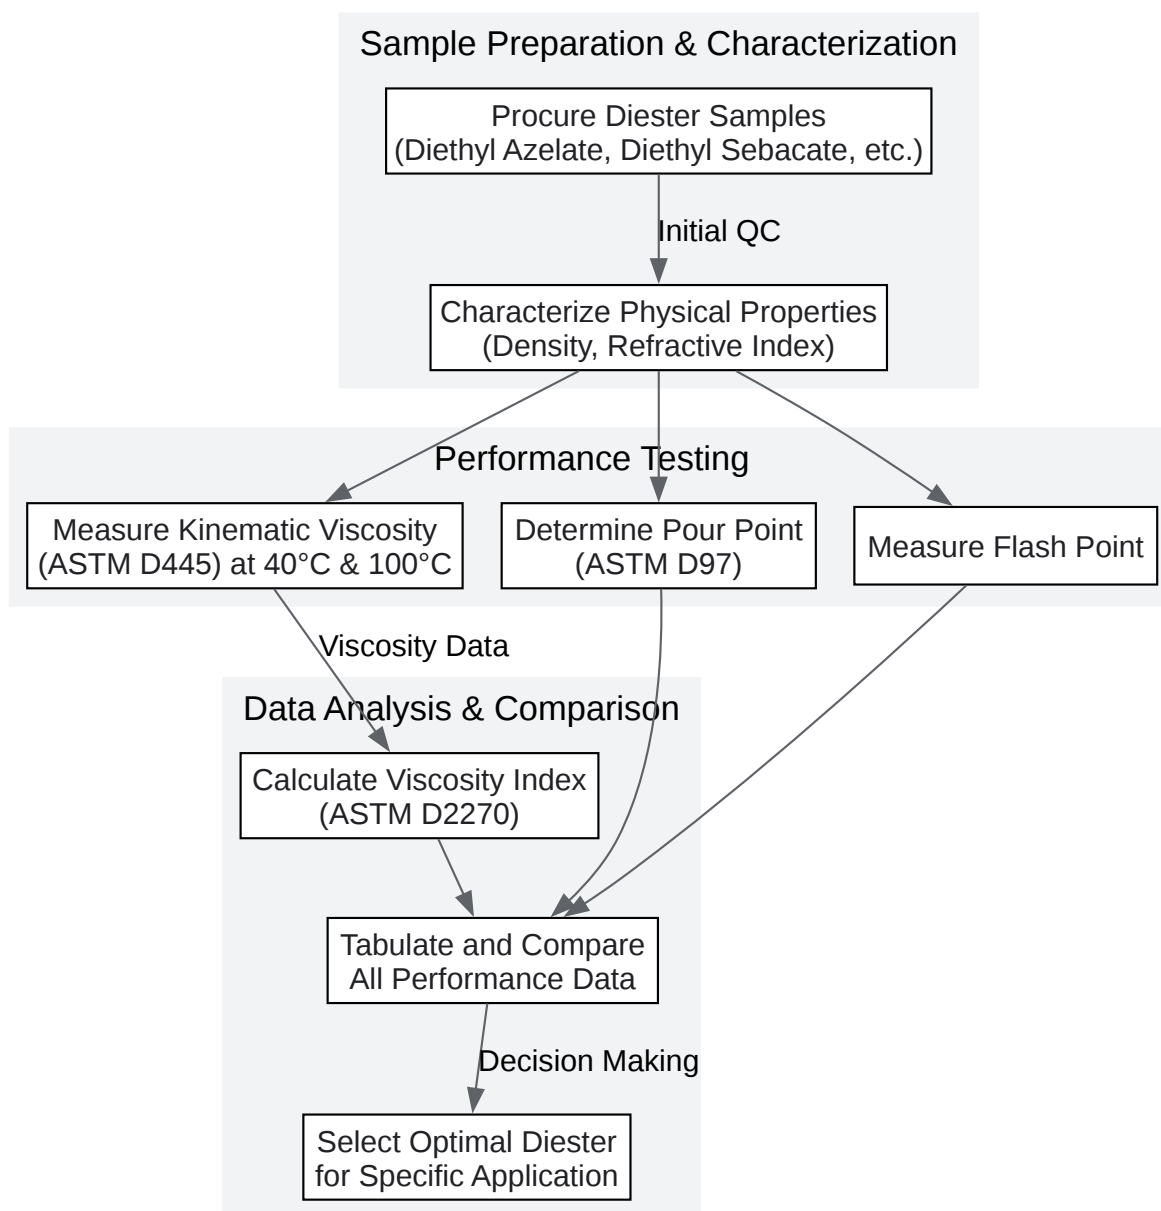 Sample Preparation & Characterization
Procure Diester Samples
(Diethyl Azelate, Diethyl Sebacate, etc.)
Initial QC
Characterize Physical Properties
(Density, Refractive Index)
Performance Testing
Measure Kinematic Viscosity
(ASTM D445) at 40°C & 100°C
Determine Pour Point
(ASTM D97)
Measure Flash Point
Viscosity Data
Data Analysis & Comparison
Calculate Viscosity Index
(ASTM D2270)
Tabulate and Compare
All Performance Data
Decision Making
Select Optimal Diester
for Specific Application